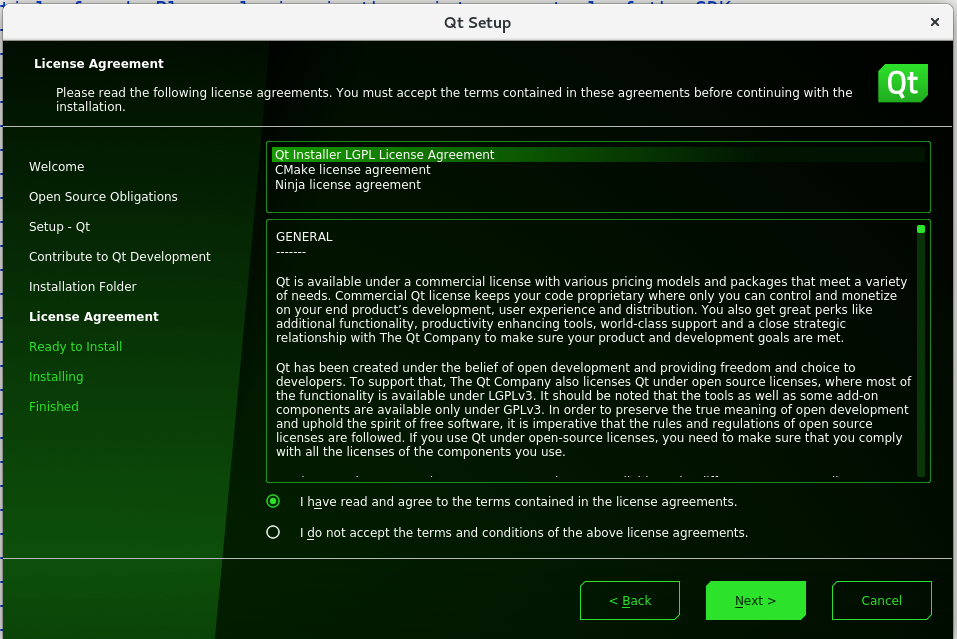 Qt Setup
License Agreement
Please read the following license agreements. You must accept the terms contained in these agreements before continuing with the
installation.
Qt
Welcome
Open Source Obligations
Setup - Qt
Contribute to Qt Development
Installation Folder
License Agreement
Ready to Install
Installing
Finished
Qt Installer LGPL License Agreement
CMake license agreement
Ninja license agreement
GENERAL
-------
Qt is available under a commercial license with various pricing models and packages that meet a variety
of needs. Commercial Qt license keeps your code proprietary where only you can control and monetize
on your end product’s development, user experience and distribution. You also get great perks like
additional functionality, productivity enhancing tools, world-class support and a close strategic
relationship with The Qt Company to make sure your product and development goals are met.
Qt has been created under the belief of open development and providing freedom and choice to
developers. To support that, The Qt Company also licenses Qt under open source licenses, where most of
the functionality is available under LGPLv3. It should be noted that the tools as well as some add-on
components are available only under GPLv3. In order to preserve the true meaning of open development
and uphold the spirit of free software, it is imperative that the rules and regulations of open source
licenses are followed. If you use Qt under open-source licenses, you need to make sure that you comply
with all the licenses of the components you use.
I have read and agree to the terms contained in the license agreements.
I do not accept the terms and conditions of the above license agreements.
< Back
Next >
Cancel